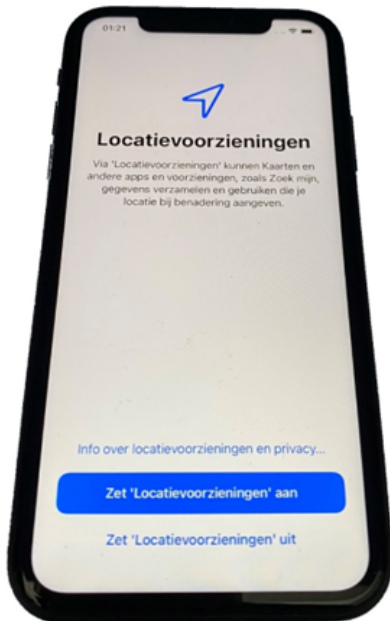 01:21
Locatievoorzieningen
Via 'Locatievoorzieningen' kunnen Kaarten en
andere apps en voorzieningen, zoals Zoek mijn,
gegevens verzamelen en gebruiken die je
locatie bij benadering aangeven.
Info over locatievoorzieningen en privacy...
Zet 'Locatievoorzieningen' aan
Zet 'Locatievoorzieningen' uit